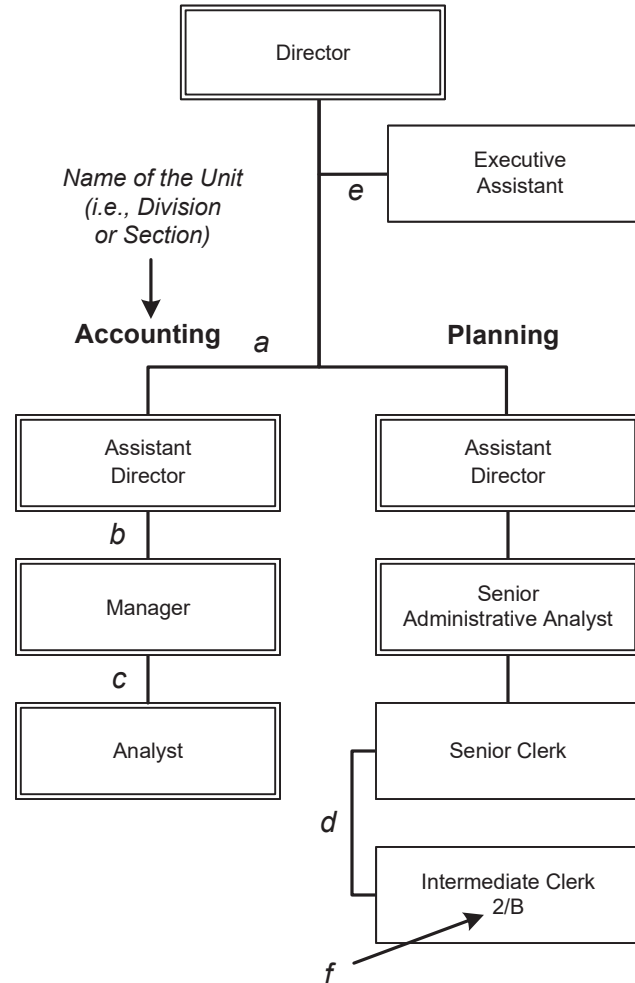 Director
Executive
Assistant
e
Name of the Unit
(i.e., Division
or Section)
Accounting
a
Planning
Assistant
Director
Assistant
Director
b
Manager
Senior
Administrative Analyst
c
Analyst
Senior Clerk
d
Intermediate Clerk
2/B
f